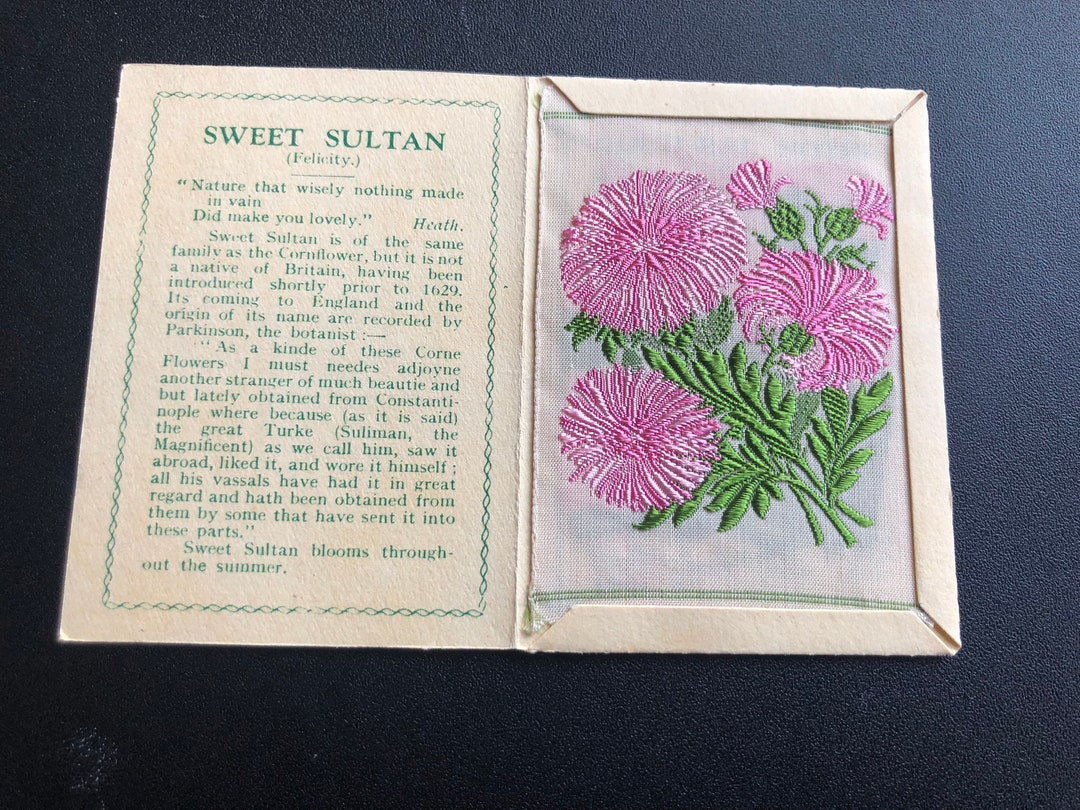 SWEET SULTAN
(Felicity.)
"Nature that wisely nothing made
in vain
Did make you lovely." Heath.
Sweet Sultan is of the same
family as the Cornflower, but it is not
a native of Britain, having been
introduced shortly prior to 1629.
Its coming to England and the
origin of its name are recorded by
Parkinson, the botanist :—
"As a kinde of these Corne
Flowers I must needes adjoyne
another stranger of much beautie and
but lately obtained from Constanti-
nople where because (as it is said)
the great Turke (Suliman, the
Magnificent) as we call him, saw it
abroad, liked it, and wore it himself ;
all his vassals have had it in great
regard and hath been obtained from
them by some that have sent it into
these parts."
Sweet Sultan blooms through-
out the summer.